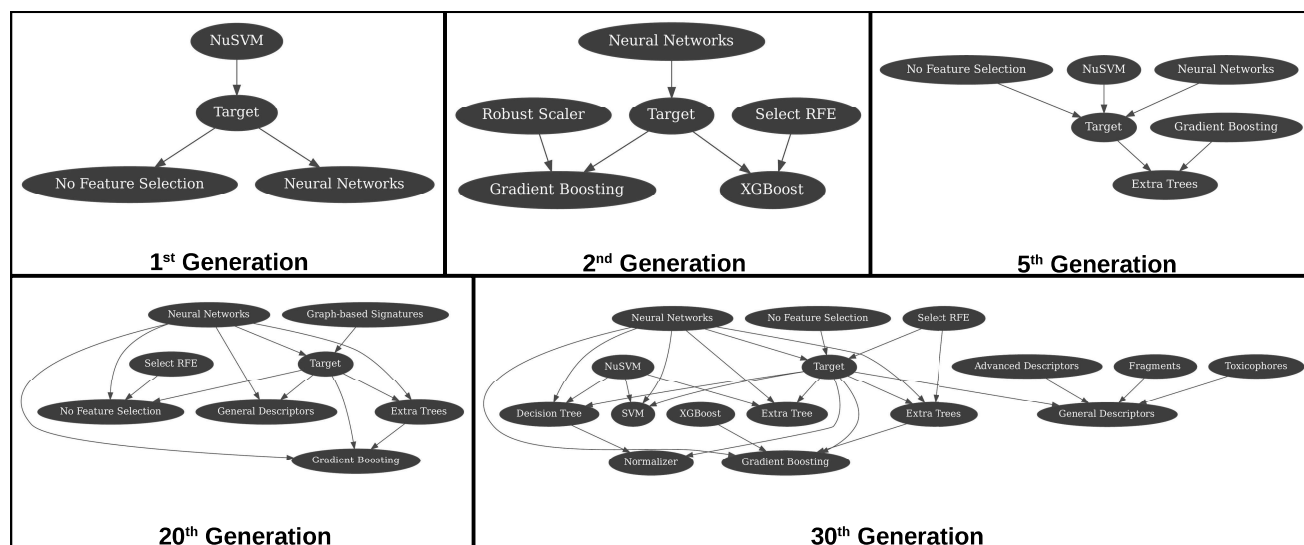 NuSVM
Target
No Feature Selection
Neural Networks
1st Generation
Neural Networks
Robust Scaler
Target
Select RFE
Gradient Boosting
XGBoost
2nd Generation
No Feature Selection
NuSVM
Neural Networks
Target
Gradient Boosting
Extra Trees
5th Generation
Neural Networks
Graph-based Signatures
Select RFE
Target
No Feature Selection
General Descriptors
Extra Trees
Gradient Boosting
20th Generation
Neural Networks
No Feature Selection
Select RFE
NuSVM
Target
Advanced Descriptors
Fragments
Toxicophores
Decision Tree
SVM
XGBoost
Extra Tree
Extra Trees
General Descriptors
Normalizer
Gradient Boosting
30th Generation